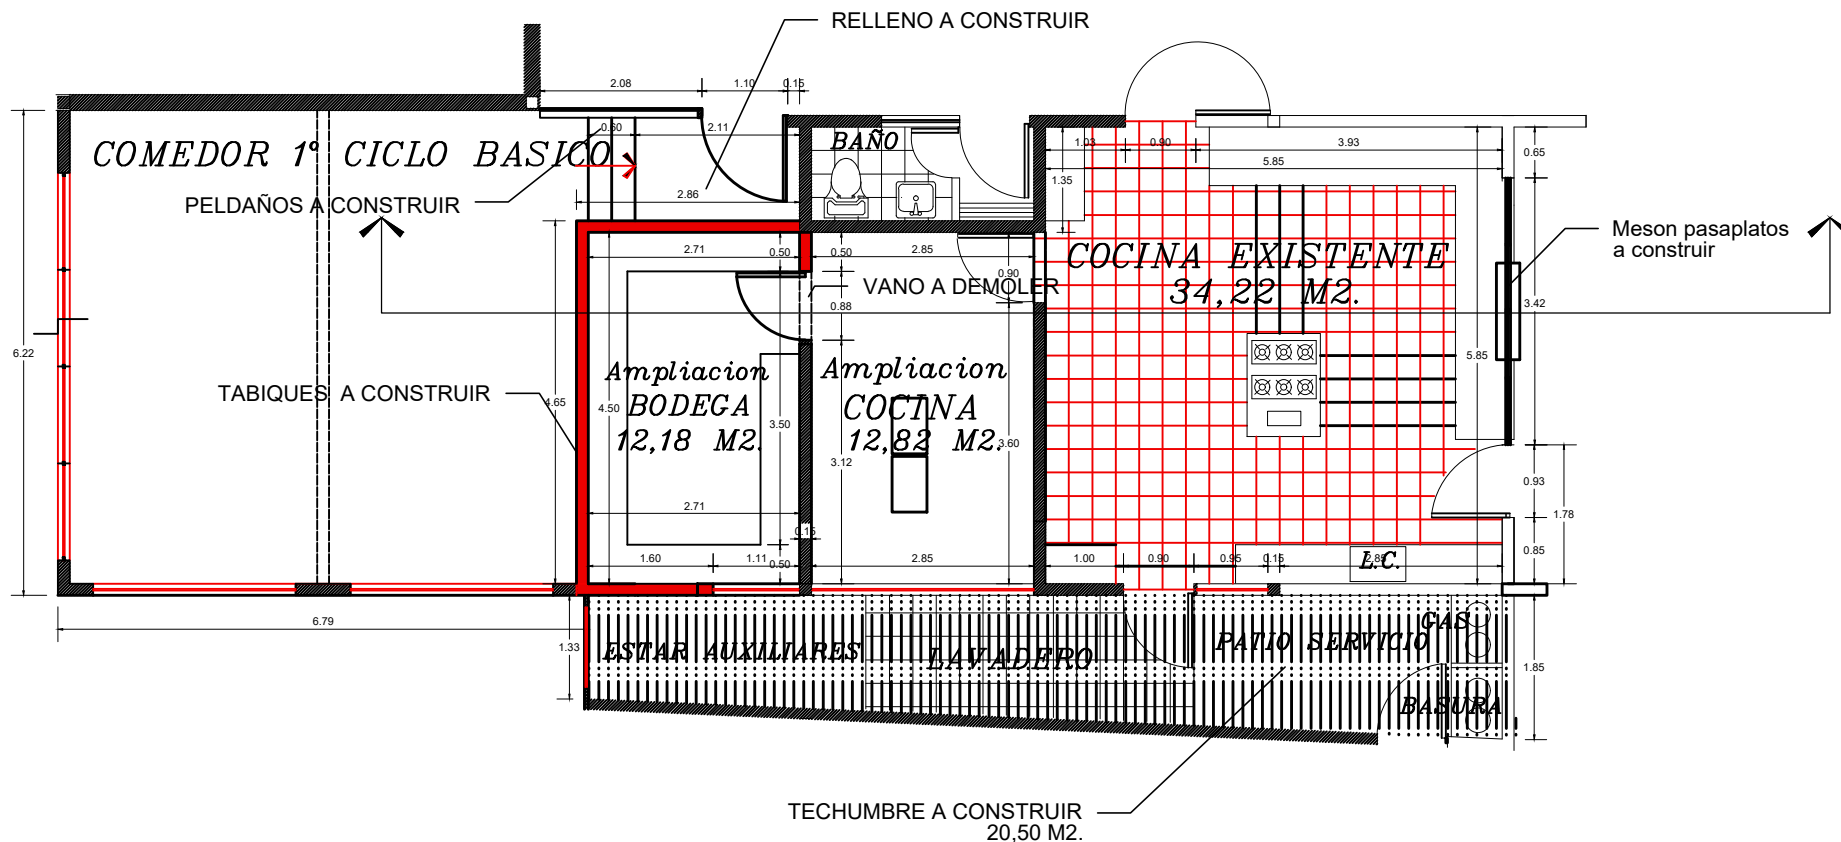 RELLENO A CONSTRUIR
2.08
1.10
0.15
0.60
2.11
BAÑO
1.03
0.90
3.93
5.85
0.65
COMEDOR 1º CICLO BASICO
1.35
2.86
PELDAÑOS A CONSTRUIR
Meson pasaplatos
a construir
2.71
0.50
0.50
2.85
0.90
COCINA EXISTENTE
34,22 M2.
VANO A DEMOLER
0.88
3.42
6.22
5.85
Ampliacion
BODEGA
12,18 M2.
Ampliacion
COCINA
12,82 M2.
TABIQUES A CONSTRUIR
4.65
4.50
3.50
3.12
3.60
0.93
1.78
2.71
0.15
1.60
1.11
0.50
2.85
1.00
0.90
0.95
0.15
2.85
L.C.
0.85
6.79
1.33
ESTAR AUXILIARES
LAVADERO
PATIO SERVICIO
GAS
1.85
BASURA
TECHUMBRE A CONSTRUIR
20,50 M2.